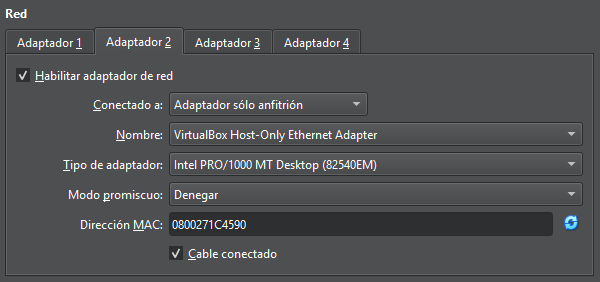 Red
Adaptador 1 Adaptador 2 Adaptador 3 Adaptador 4
Habilitar adaptador de red
Conectado a: Adaptador sólo anfitrión
Nombre: VirtualBox Host-Only Ethernet Adapter
Tipo de adaptador: Intel PRO/1000 MT Desktop (82540EM)
Modo promiscuo: Denegar
Dirección MAC: 0800271C4590
Cable conectado